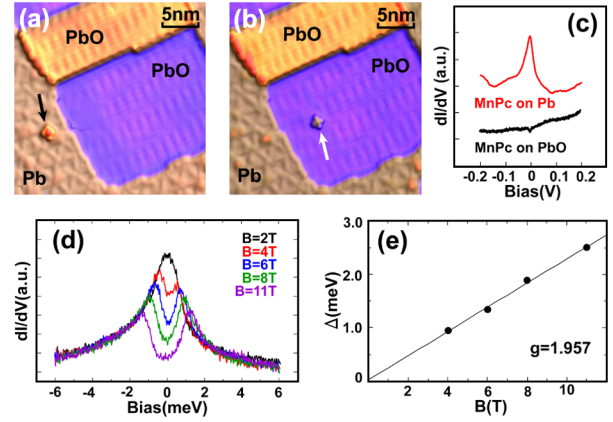 (a)
5nm
PbO
PbO
Pb
(b)
5nm
PbO
PbO
Pb
(c)
dI/dV (a.u.)
MnPc on Pb
MnPc on PbO
-0.2 -0.1 0.0 0.1 0.2
Bias(V)
(d)
B=2T
B=4T
B=6T
B=8T
B=11T
dI/dV(a.u.)
-6 -4 -2 0 2 4 6
Bias(meV)
(e)
3.0
2.0
1.0
0
Δ(meV)
g=1.957
2 4 6 8 10
B(T)